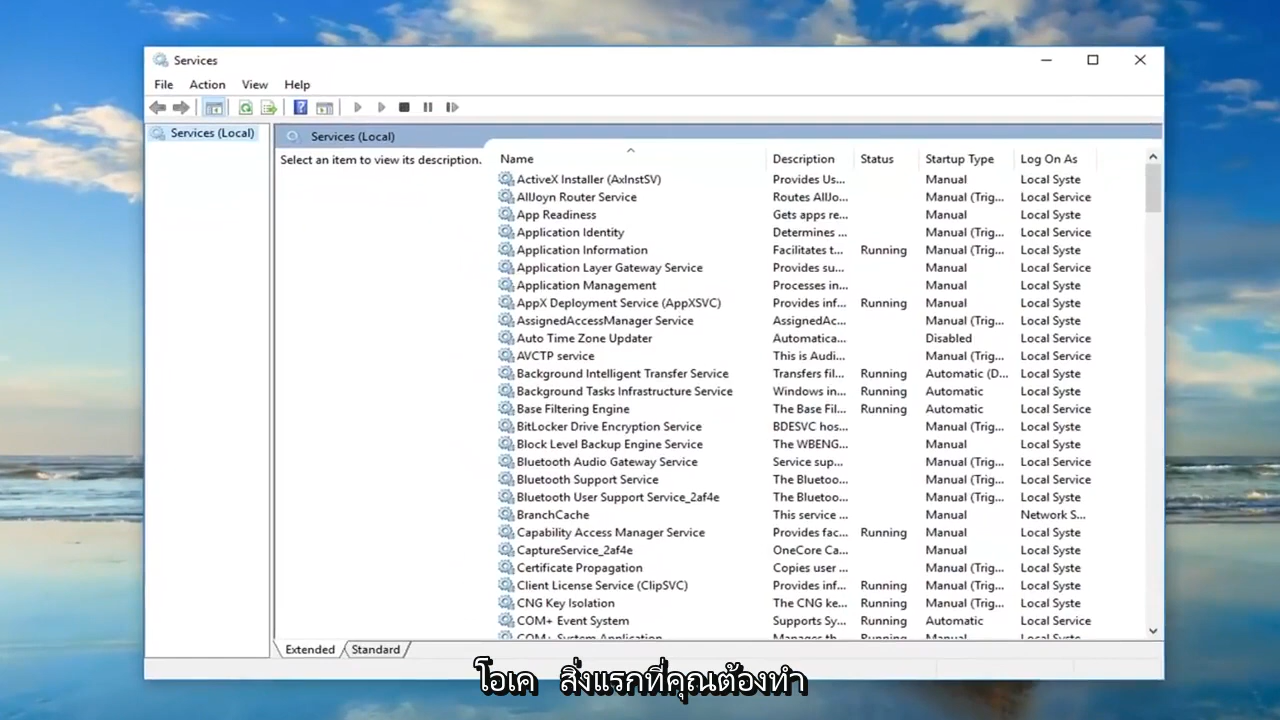 Services
File Action View Help
Services (Local)
Services (Local)
Select an item to view its description.
Name Description Status Startup Type Log On As
ActiveX Installer (AxInstSV) Provides Us... Manual Local Syste
AllJoyn Router Service Routes AllJo... Manual (Trig... Local Service
App Readiness Gets apps re... Manual Local Syste
Application Identity Determines ... Manual (Trig... Local Service
Application Information Facilitates t... Running Manual (Trig... Local Syste
Application Layer Gateway Service Provides su... Manual Local Service
Application Management Processes in... Manual Local Syste
AppX Deployment Service (AppXSVC) Provides inf... Running Manual Local Syste
AssignedAccessManager Service AssignedAc... Manual (Trig... Local Syste
Auto Time Zone Updater Automatica... Disabled Local Service
AVCTP service This is Audi... Manual (Trig... Local Service
Background Intelligent Transfer Service Transfers fil... Running Automatic (D... Local Syste
Background Tasks Infrastructure Service Windows in... Running Automatic Local Syste
Base Filtering Engine The Base Fil... Running Automatic Local Service
BitLocker Drive Encryption Service BDESVC hos... Manual (Trig... Local Syste
Block Level Backup Engine Service The WBENG... Manual Local Syste
Bluetooth Audio Gateway Service Service sup... Manual (Trig... Local Service
Bluetooth Support Service The Bluetoo... Manual (Trig... Local Service
Bluetooth User Support Service_2af4e The Bluetoo... Manual (Trig... Local Syste
BranchCache This service ... Manual Network S...
Capability Access Manager Service Provides fac... Running Manual Local Syste
CaptureService_2af4e OneCore Ca... Manual Local Syste
Certificate Propagation Copies user ... Manual (Trig... Local Syste
Client License Service (ClipSVC) Provides inf... Running Manual (Trig... Local Syste
CNG Key Isolation The CNG ke... Running Manual (Trig... Local Syste
COM+ Event System Supports Sy... Running Automatic Local Service
COM+ System Application Manages th... Running Manual Local Syste
Extended Standard
โอเค สิ่งแรกที่คุณต้องทำ